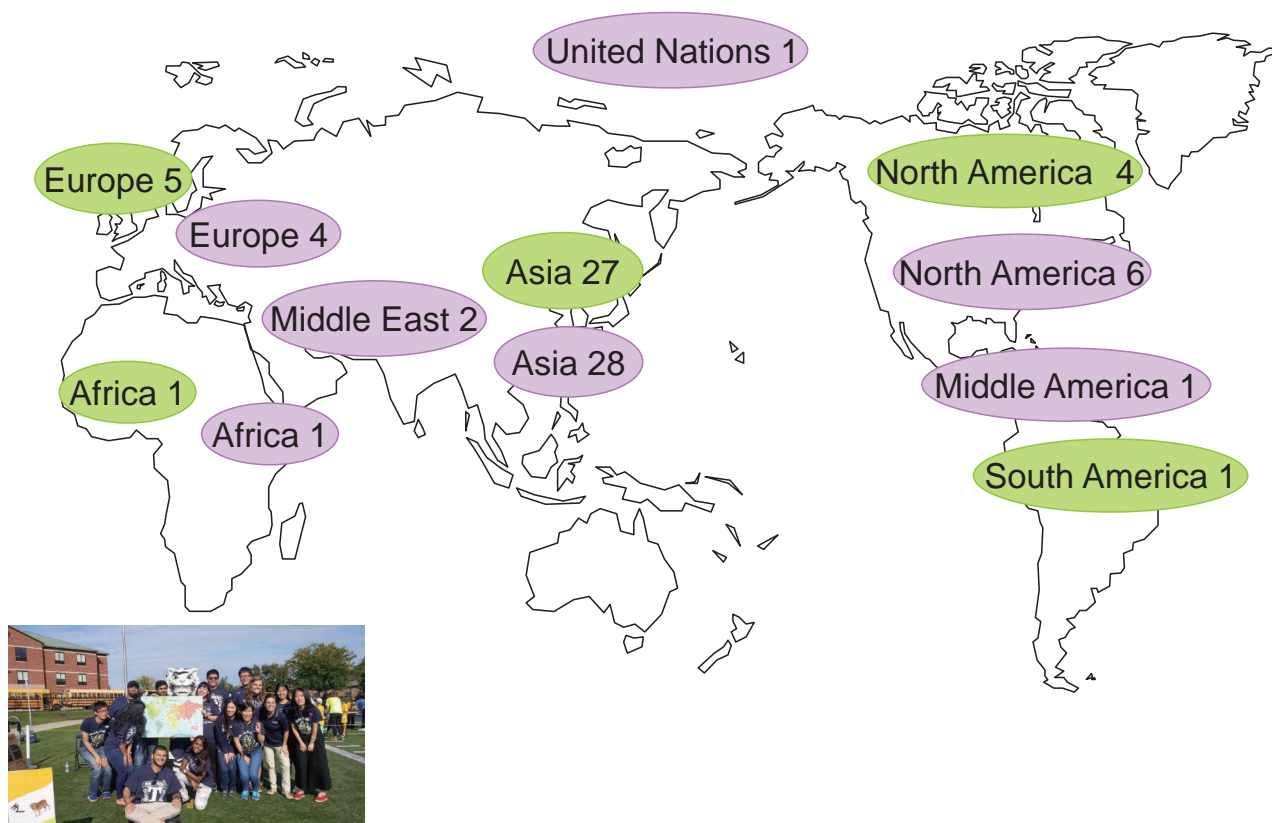 United Nations 1
Europe 5
North America 4
Europe 4
Asia 27
North America 6
Middle East 2
Asia 28
Africa 1
Middle America 1
Africa 1
South America 1